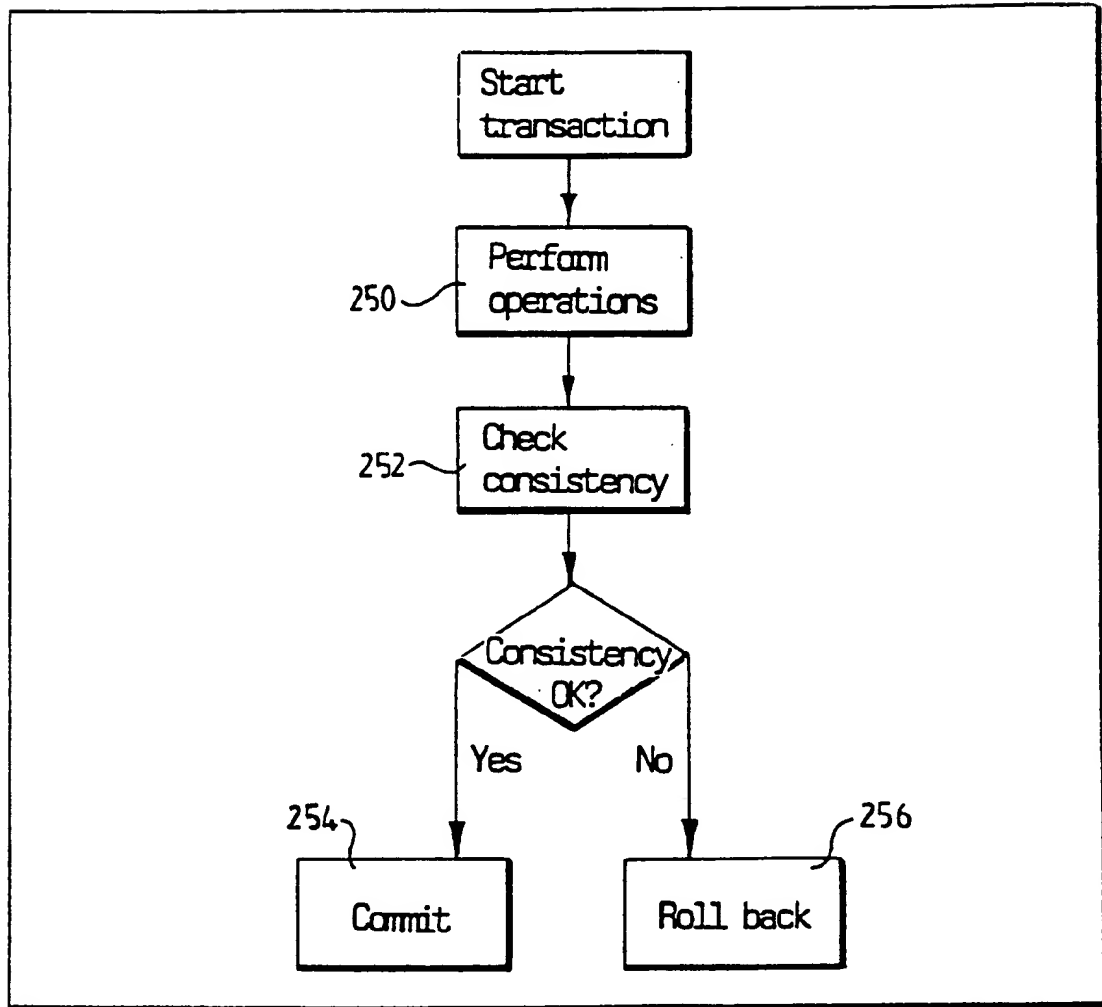 Start
transaction
Perform
operations
250
Check
consistency
252
Consistency
OK?
Yes
No
254
256
Commit
Roll back